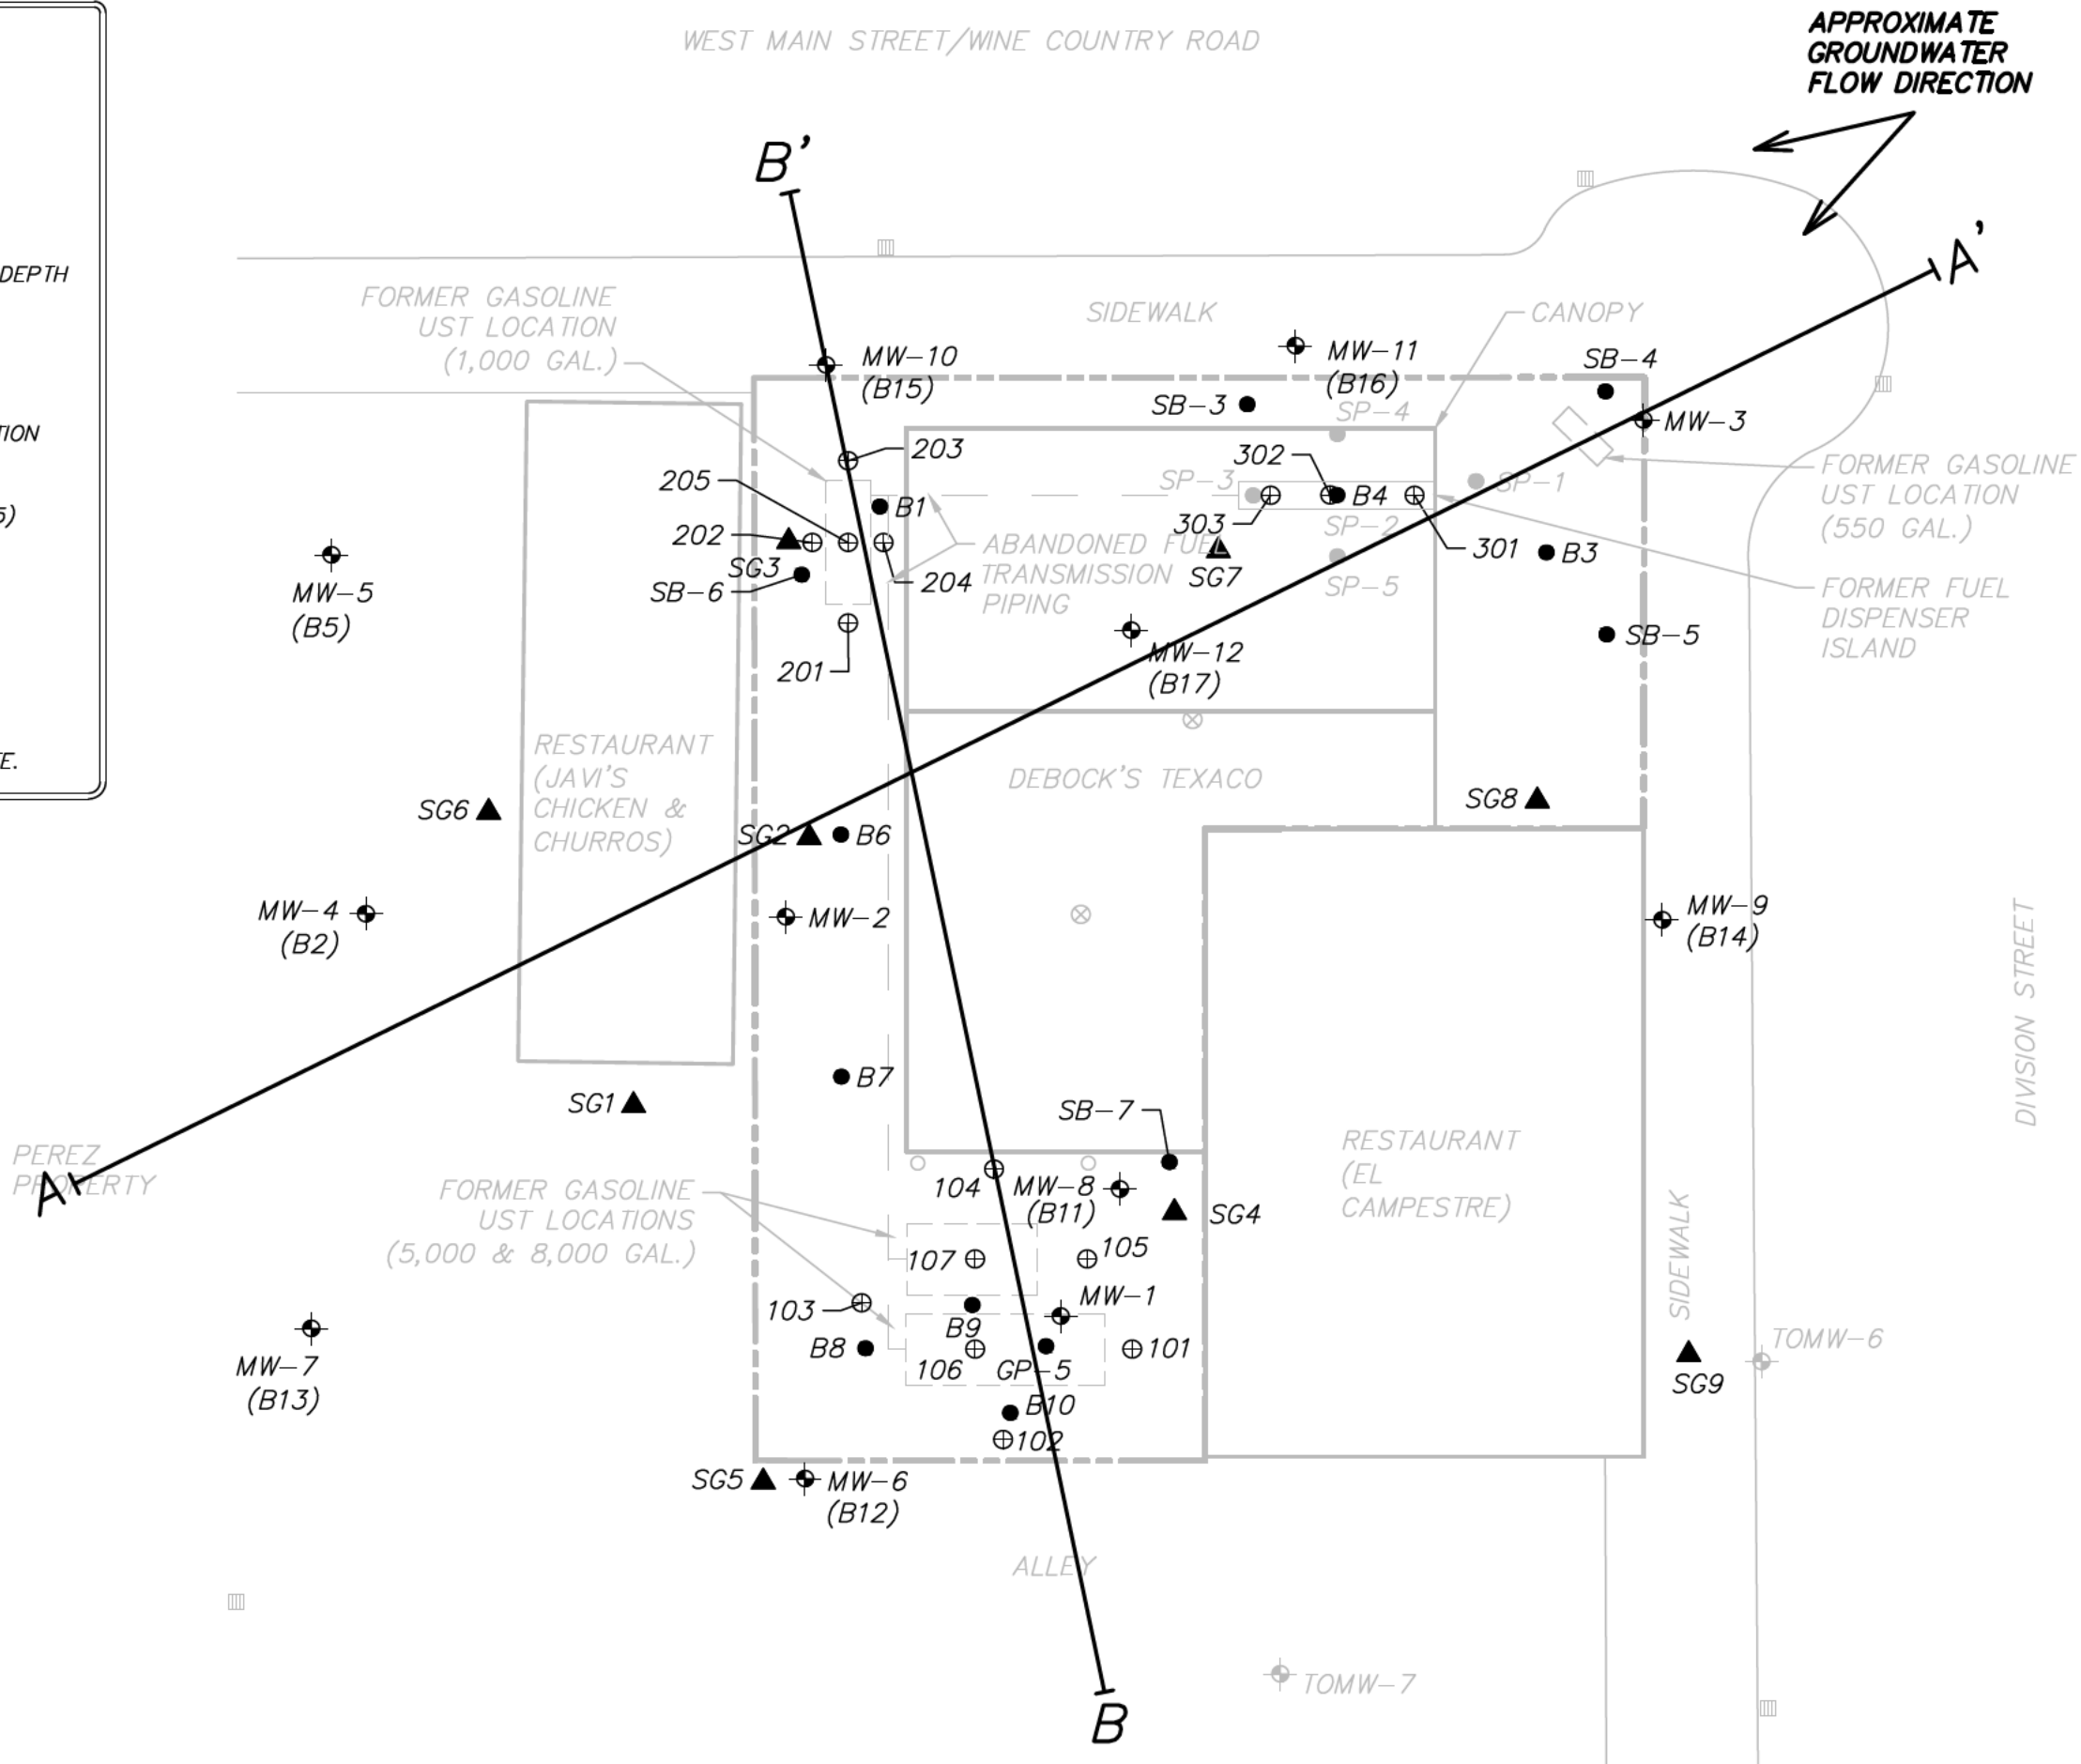 WEST MAIN STREET/WINE COUNTRY ROAD
APPROXIMATE
GROUNDWATER
FLOW DIRECTION
B'
A'
DEPTH
FORMER GASOLINE
UST LOCATION
(1,000 GAL.)
SIDEWALK
CANOPY
MW-10
(B15)
MW-11
(B16)
SB-4
SB-3
SP-4
MW-3
203
302
205
SP-3
B4
SP-1
FORMER GASOLINE
UST LOCATION
(550 GAL.)
B1
202
303
SP-2
301
B3
SG3
204
ABANDONED FUEL
TRANSMISSION
PIPING
SG7
SP-5
FORMER FUEL
DISPENSER
ISLAND
MW-5
(B5)
SB-6
SB-5
201
MW-12
(B17)
RESTAURANT
(JAVI'S
CHICKEN &
CHURROS)
DEBOCK'S TEXACO
E.
SG6
SG2
B6
SG8
MW-4
(B2)
MW-2
MW-9
(B14)
DIVISION STREET
B7
SG1
SB-7
PEREZ
PROPERTY
A
RESTAURANT
(EL
CAMPESTRE)
104
MW-8
(B11)
SG4
FORMER GASOLINE
UST LOCATIONS
(5,000 & 8,000 GAL.)
107
105
SIDEWALK
103
MW-1
B9
B8
106
GP-5
101
TOMW-6
SG9
MW-7
(B13)
B10
102
SG5
MW-6
(B12)
ALLEY
TOMW-7
B